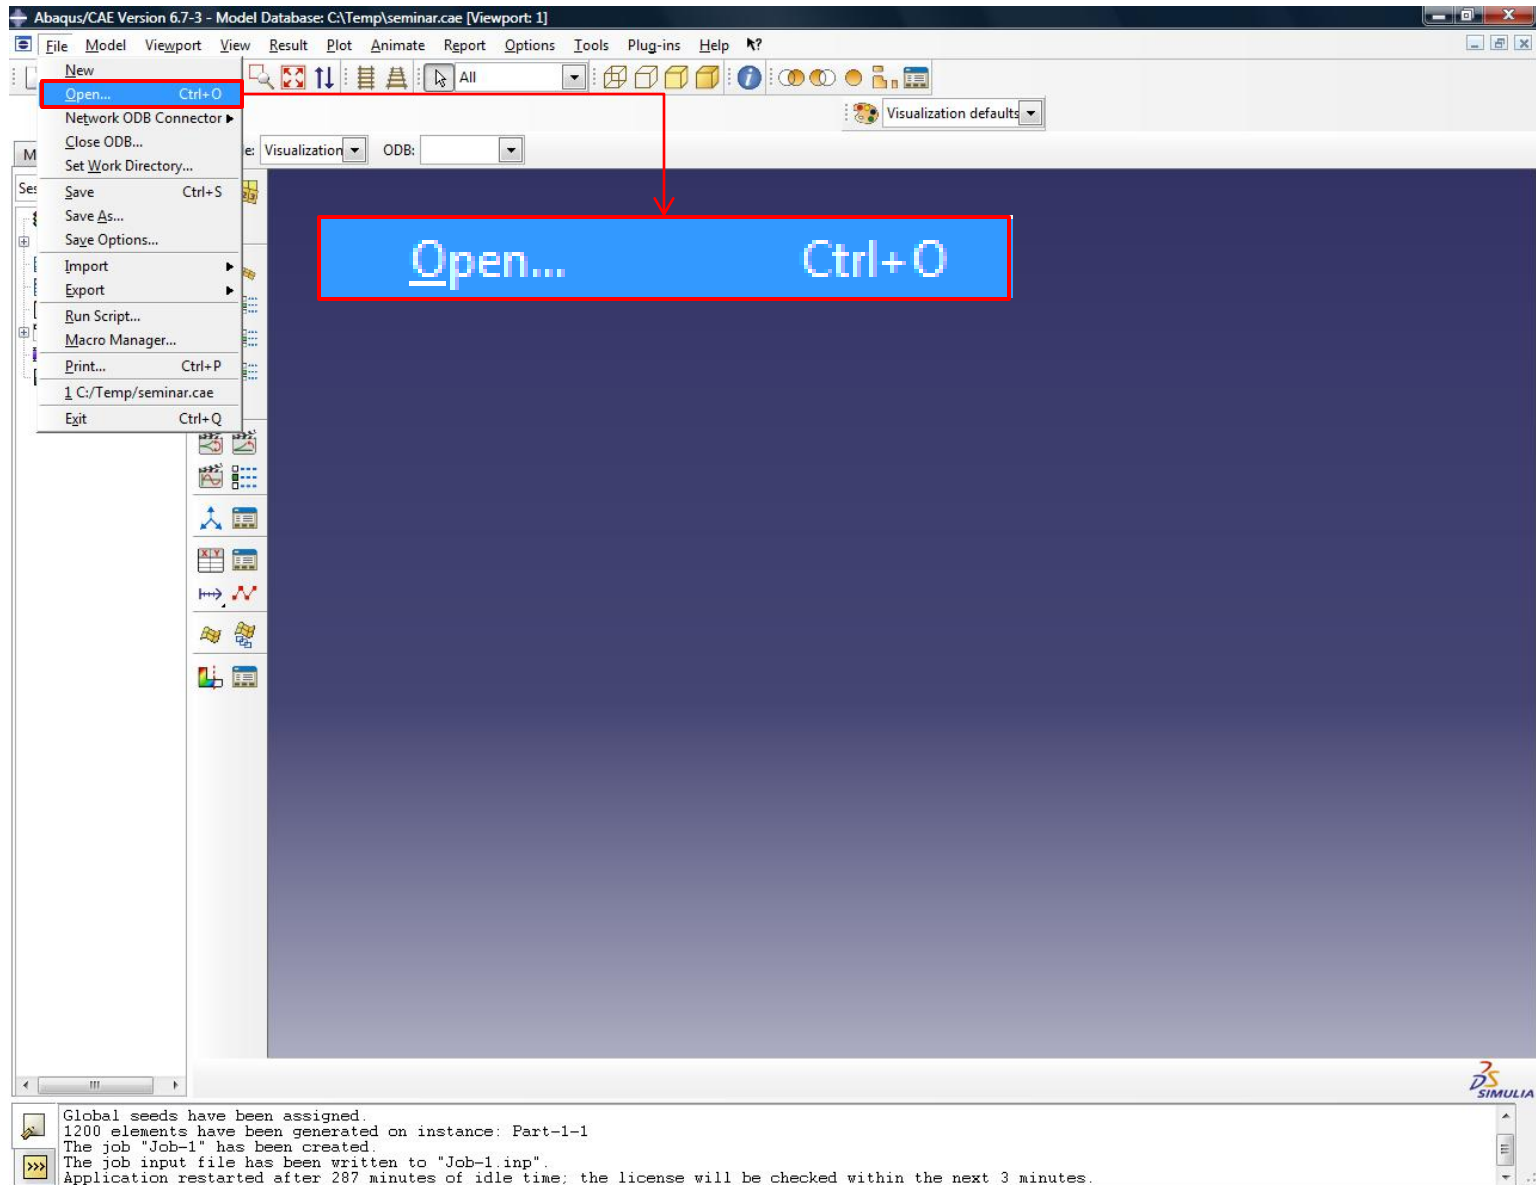 Abaqus/CAE Version 6.7-3 - Model Database: C:\Temp\seminar.cae [Viewport: 1]
File Model Viewport View Result Plot Animate Report Options Tools Plug-ins Help
New
All
Open... Ctrl+O
Network ODB Connector
Visualization defaults
Close ODB...
Visualization ODB:
Set Work Directory...
Save Ctrl+S
Save As...
Save Options...
Open... Ctrl+O
Import
Export
Run Script...
Macro Manager...
Print... Ctrl+P
1 C:/Temp/seminar.cae
Exit Ctrl+Q
X Y
SIMULIA
Global seeds have been assigned.
1200 elements have been generated on instance: Part-1-1
The job "Job-1" has been created.
The job input file has been written to "Job-1.inp".
Application restarted after 287 minutes of idle time; the license will be checked within the next 3 minutes.